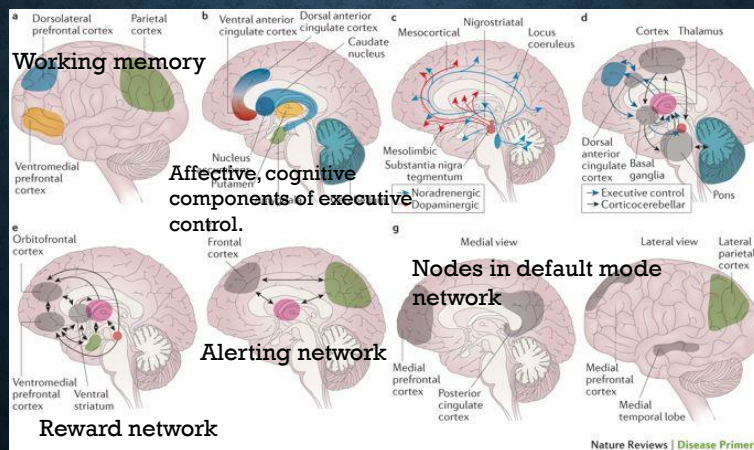 a
Dorsolateral
prefrontal cortex
Parietal
cortex
Working memory
Ventromedial
prefrontal
cortex
b
Ventral anterior
cingulate cortex
Dorsal anterior
cingulate cortex
Caudate
nucleus
Nucleus
Putamen
Affective, cognitive
components of executive
control.
c
Mesocortical
Nigrostriatal
Locus
coeruleus
Mesolimbic
Substantia nigra
tegmentum
Noradrenergic
Dopaminergic
d
Cortex
Thalamus
Dorsal
anterior
cingulate
cortex
Basal
ganglia
Pons
Executive control
Corticocerebellar
e
Orbitofrontal
cortex
Ventromedial
prefrontal
cortex
Ventral
striatum
Reward network
Frontal
cortex
Alerting network
g
Medial view
Lateral view
Lateral
parietal
cortex
Nodes in default mode
network
Medial
prefrontal
cortex
Posterior
cingulate
cortex
Medial
prefrontal
cortex
Medial
temporal lobe
Nature Reviews | Disease Primer